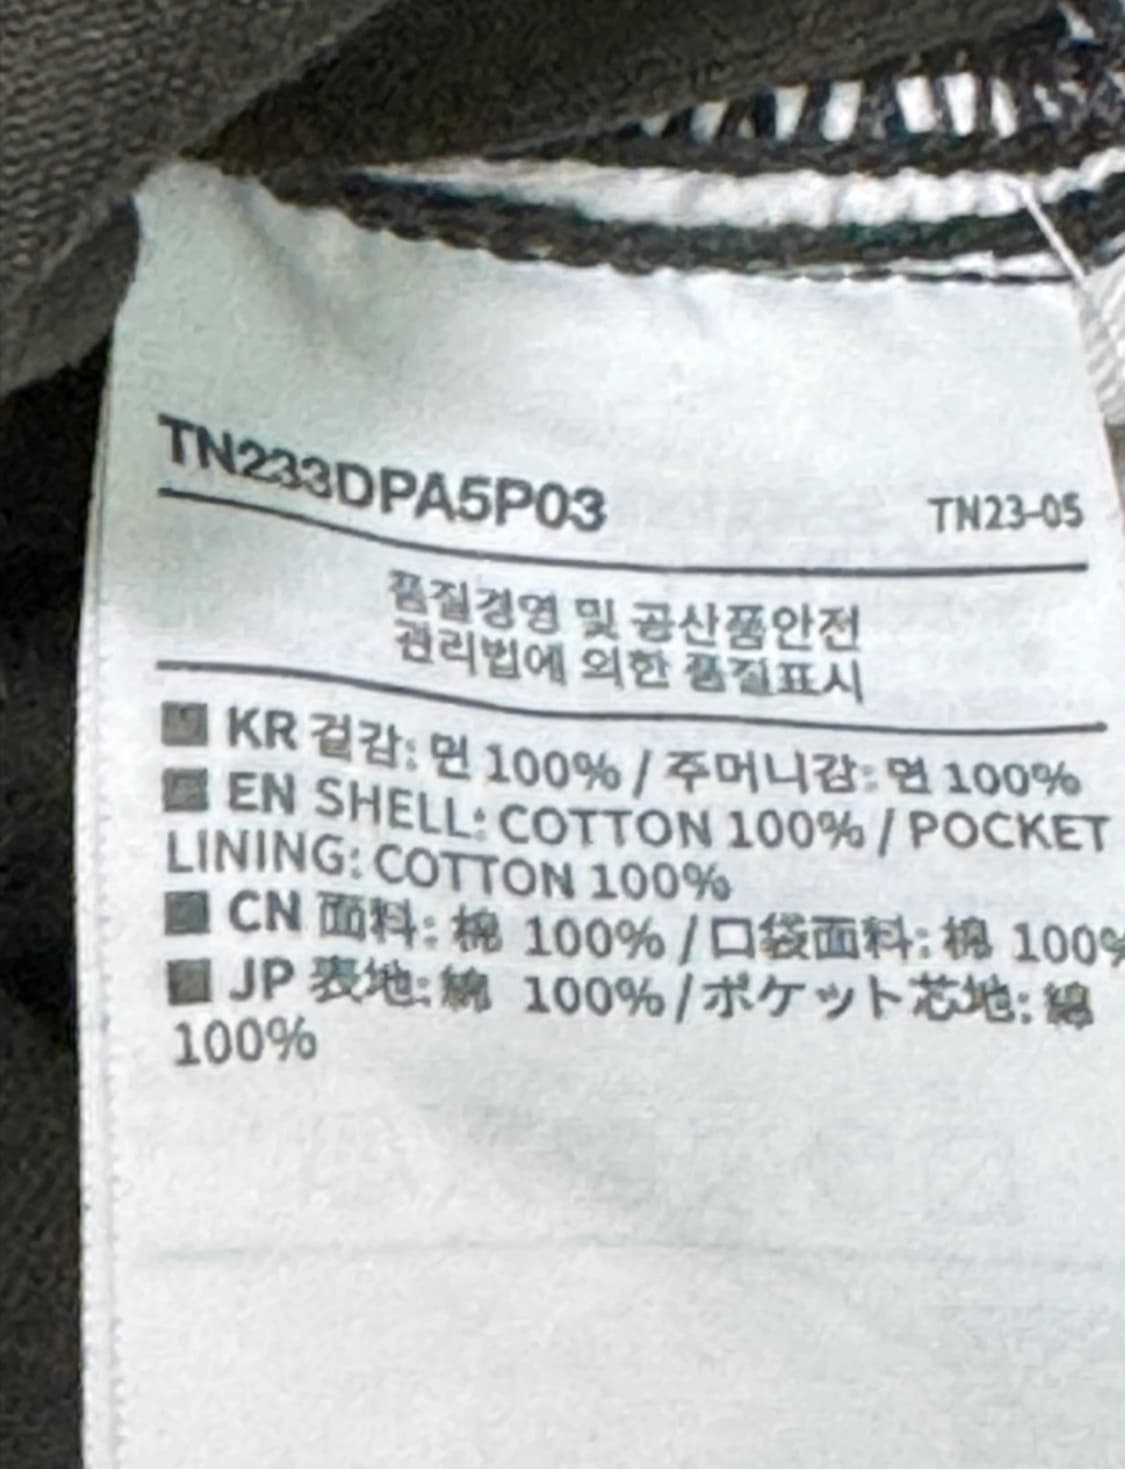 TN233DPA5P03 TN23-05
품질경영 및 공산품안전
관리법에 의한 품질표시
KR 겉감: 면 100% / 주머니감: 면 100%
EN SHELL: COTTON 100% / POCKET
LINING: COTTON 100%
CN 面料: 棉 100% / 口袋面料: 棉 100%
JP 表地: 綿 100% / ポケット芯地: 綿
100%